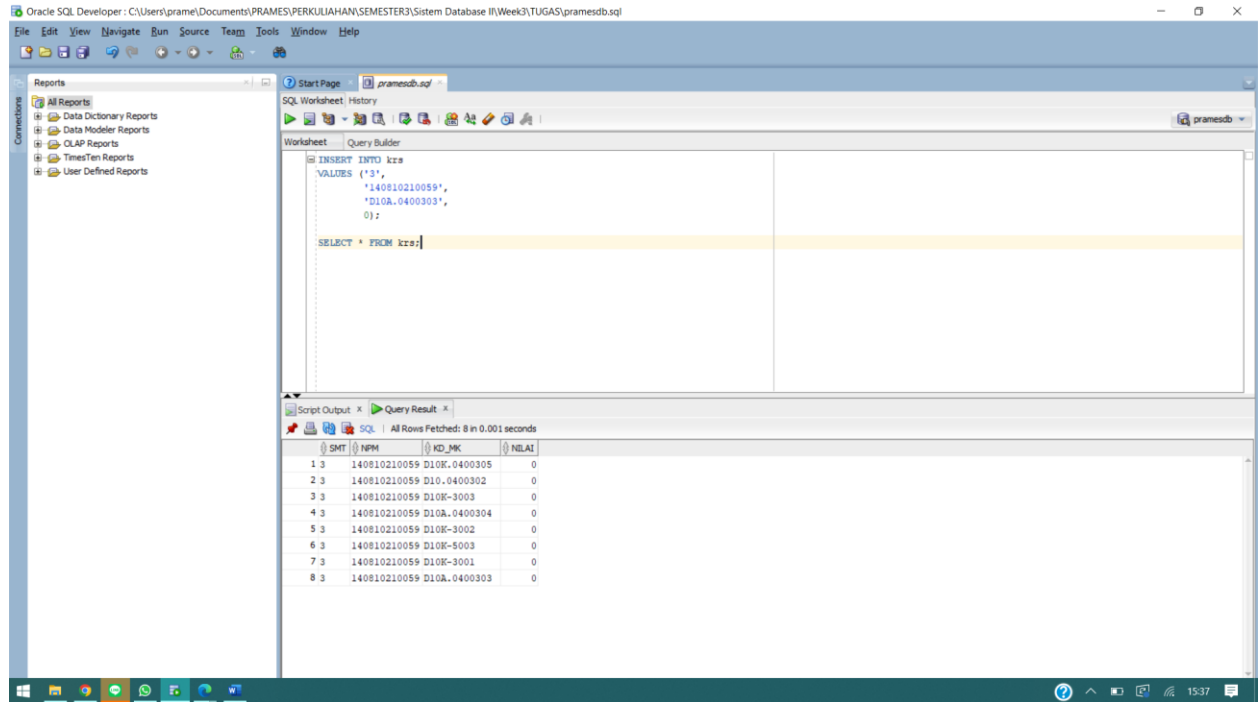 Oracle SQL Developer : C:\Users\prame\Documents\PRAMES\PERKULIAHAN\SEMESTER3\Sistem Database II\Week3\TUGAS\pramesdb.sql
File Edit View Navigate Run Source Team Tools Window Help
Connections
Reports
All Reports
Data Dictionary Reports
Data Modeler Reports
OLAP Reports
TimesTen Reports
User Defined Reports
Start Page pramesdb.sql
SQL Worksheet History
pramesdb
Worksheet Query Builder
INSERT INTO krs
VALUES ('3',
'140810210059',
'D10A.0400303',
0);
SELECT * FROM krs;
Script Output x Query Result x
SQL | All Rows Fetched: 8 in 0.001 seconds
SMT NPM KD_MK NILAI
1 3 140810210059 D10K.0400305 0
2 3 140810210059 D10.0400302 0
3 3 140810210059 D10K-3003 0
4 3 140810210059 D10A.0400304 0
5 3 140810210059 D10K-3002 0
6 3 140810210059 D10K-5003 0
7 3 140810210059 D10K-3001 0
8 3 140810210059 D10A.0400303 0
15:37